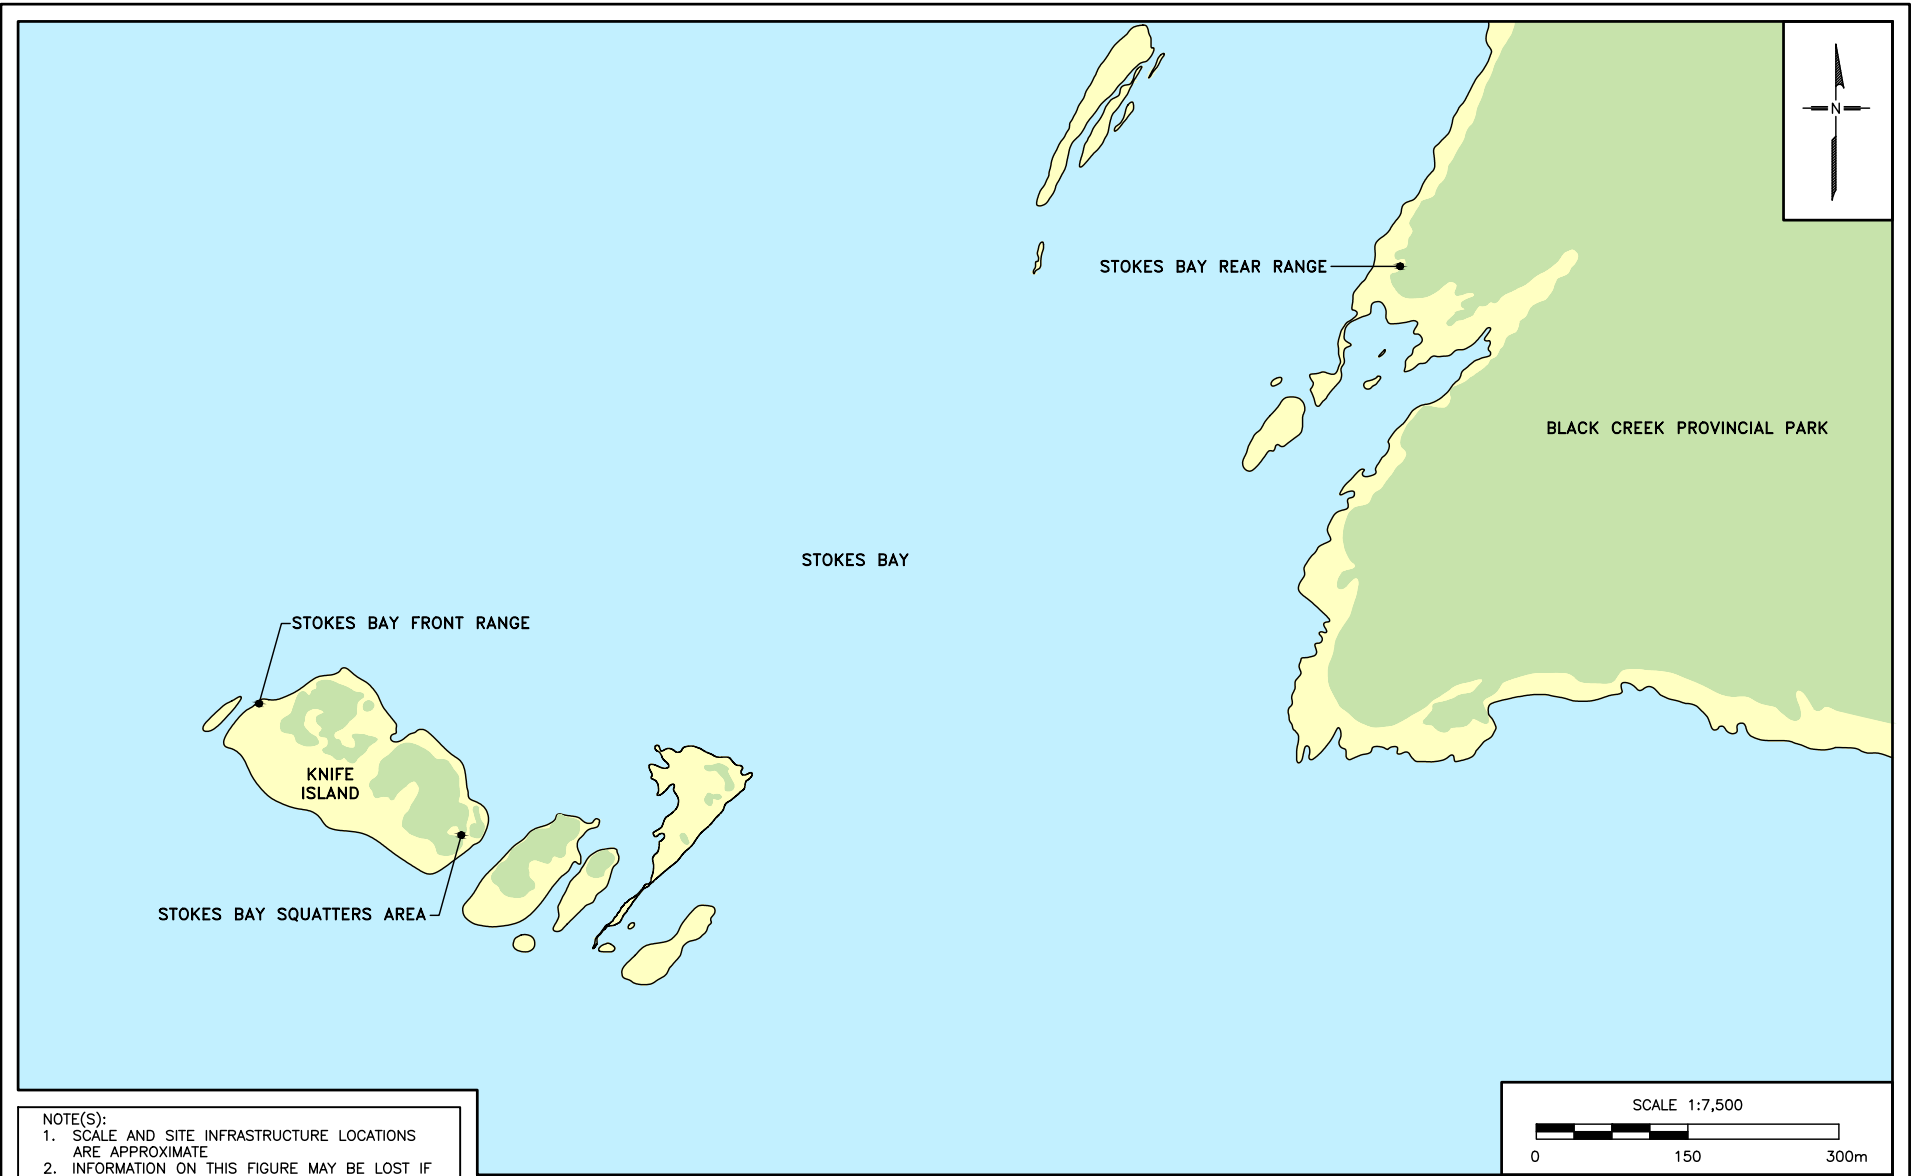 N
STOKES BAY REAR RANGE
BLACK CREEK PROVINCIAL PARK
STOKES BAY
STOKES BAY FRONT RANGE
KNIFE
ISLAND
STOKES BAY SQUATTERS AREA
NOTE(S):
1. SCALE AND SITE INFRASTRUCTURE LOCATIONS
ARE APPROXIMATE
2. INFORMATION ON THIS FIGURE MAY BE LOST IF
SCALE 1:7,500
0 150 300m